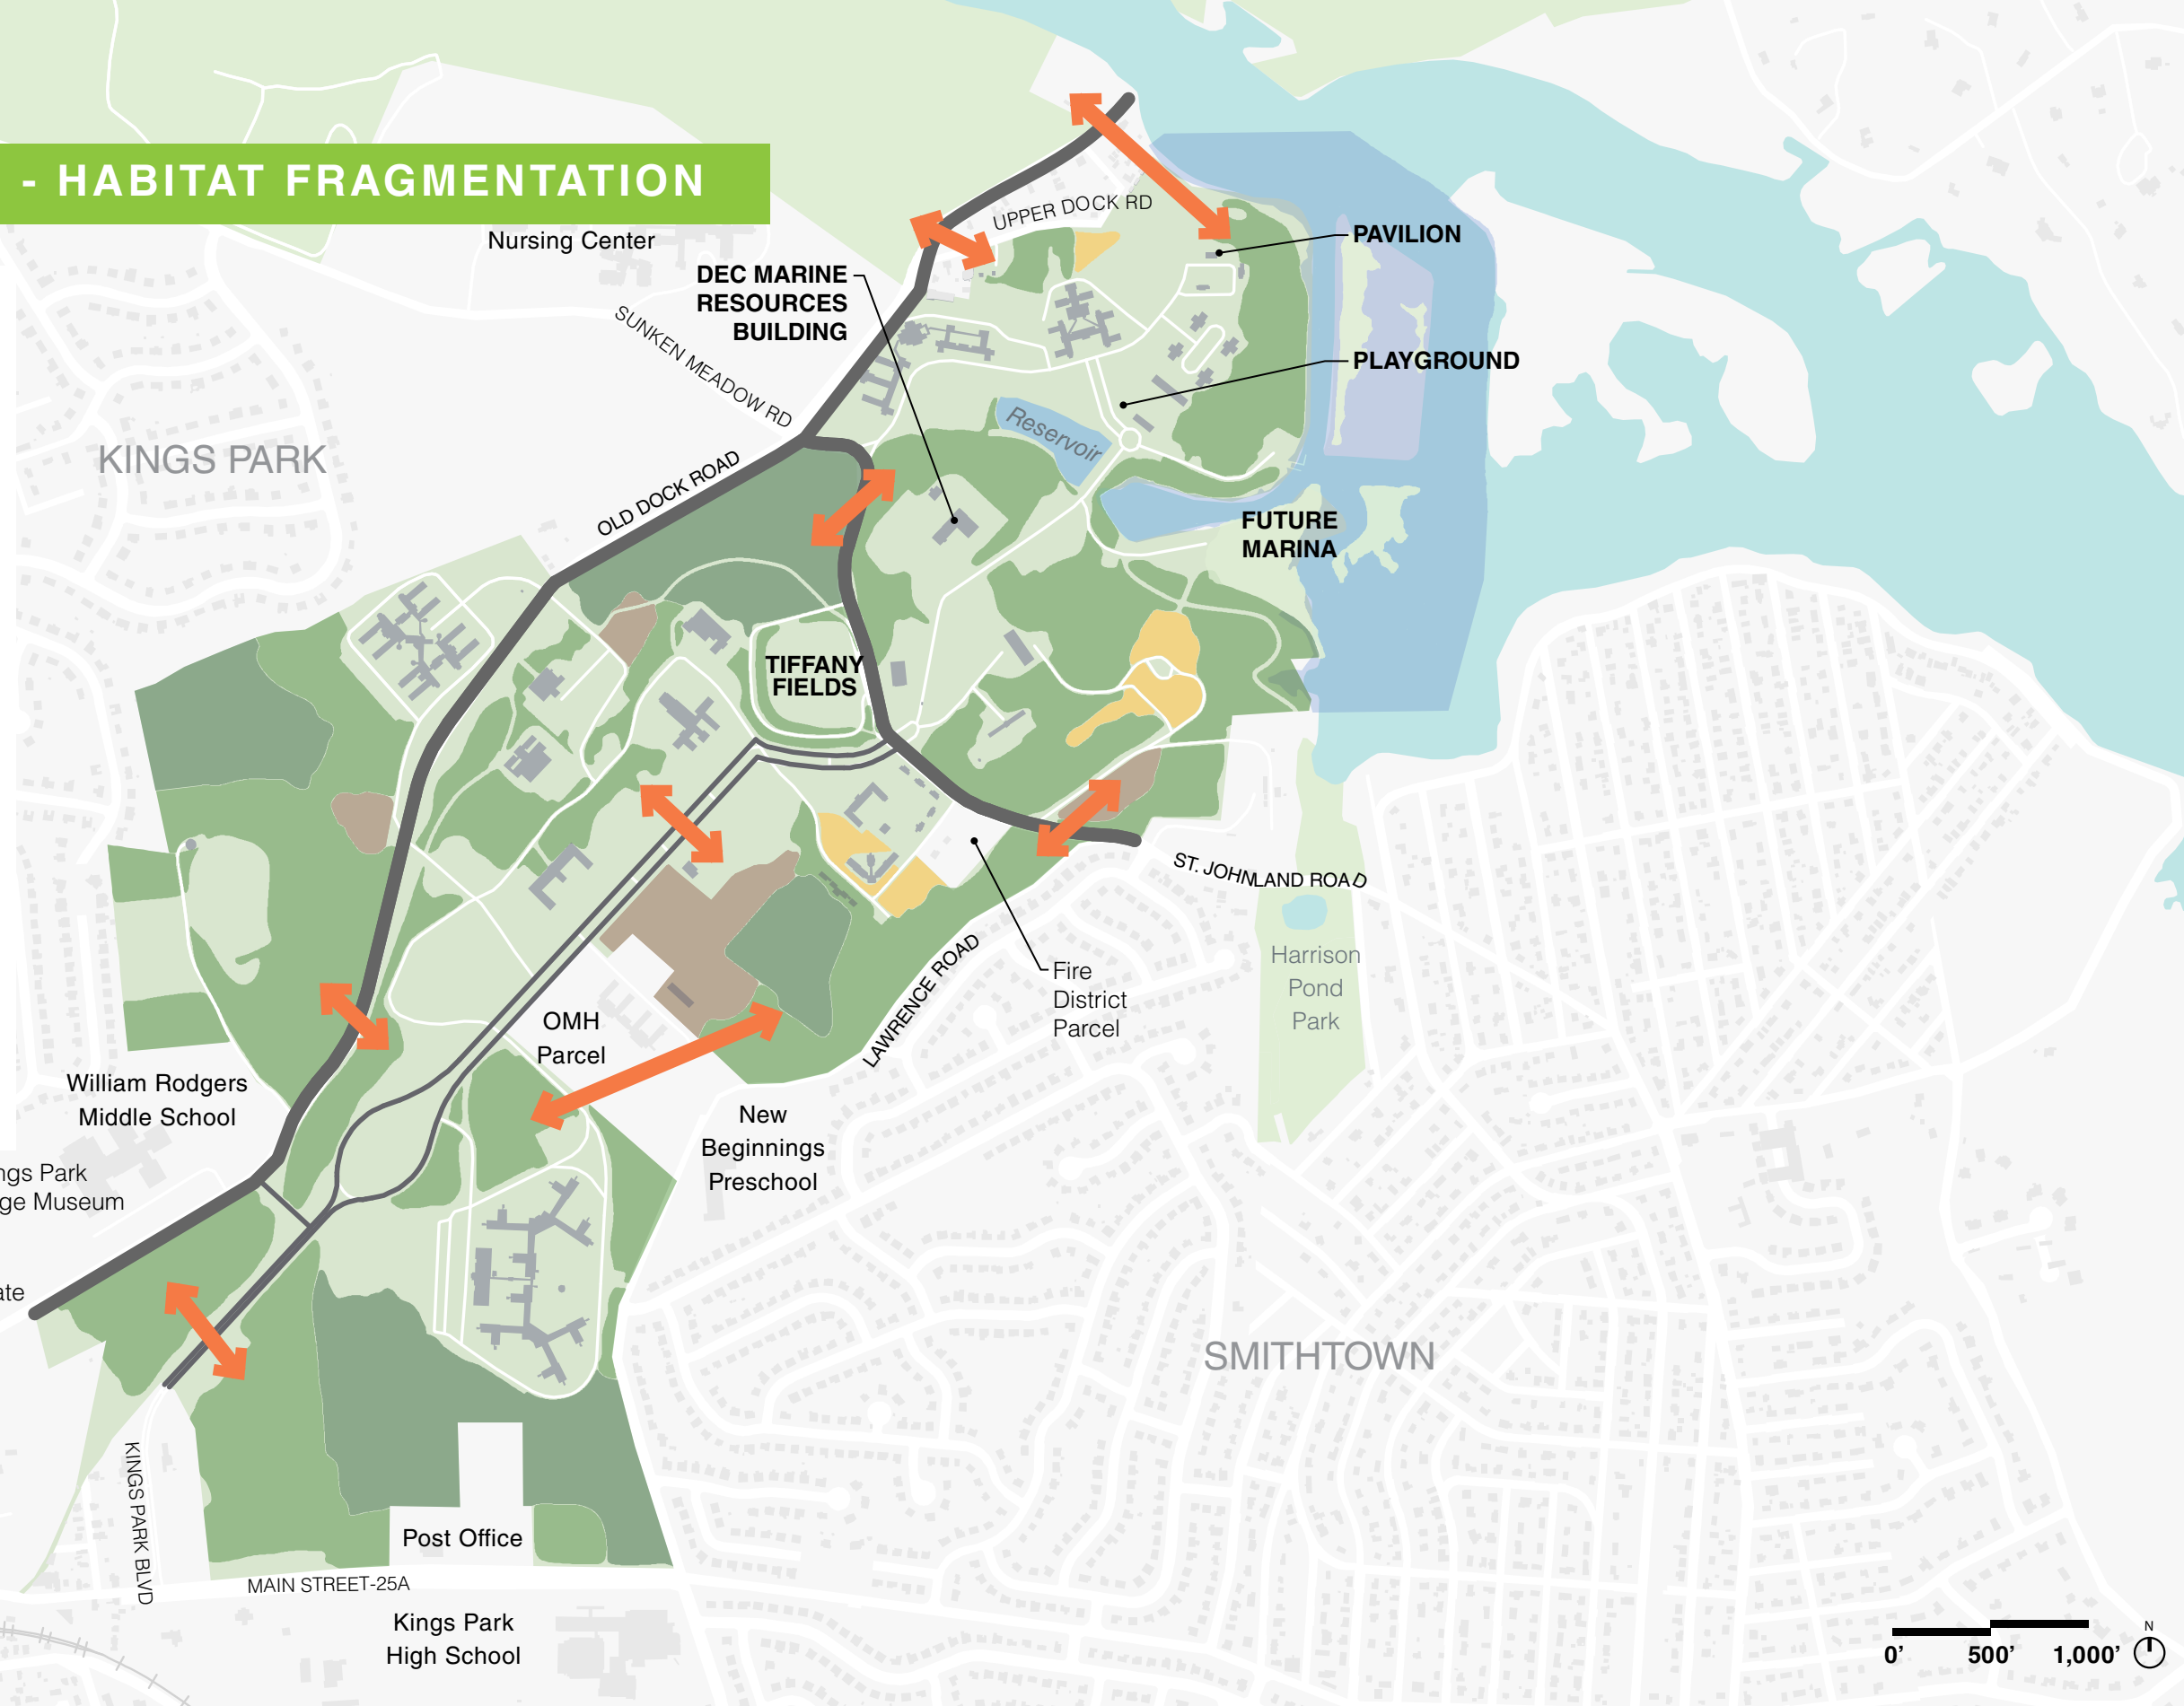 - HABITAT FRAGMENTATION
Nursing Center
UPPER DOCK RD
PAVILION
DEC MARINE
RESOURCES
BUILDING
SUNKEN MEADOW RD
PLAYGROUND
Reservoir
KINGS PARK
OLD DOCK ROAD
FUTURE
MARINA
TIFFANY
FIELDS
ST. JOHNLAND ROAD
LAWRENCE ROAD
Fire
District
Parcel
Harrison
Pond
Park
OMH
Parcel
William Rodgers
Middle School
New
Beginnings
Preschool
ngs Park
ge Museum
ate
SMITHTOWN
KINGS PARK BLVD
Post Office
MAIN STREET-25A
Kings Park
High School
0' 500' 1,000'
N